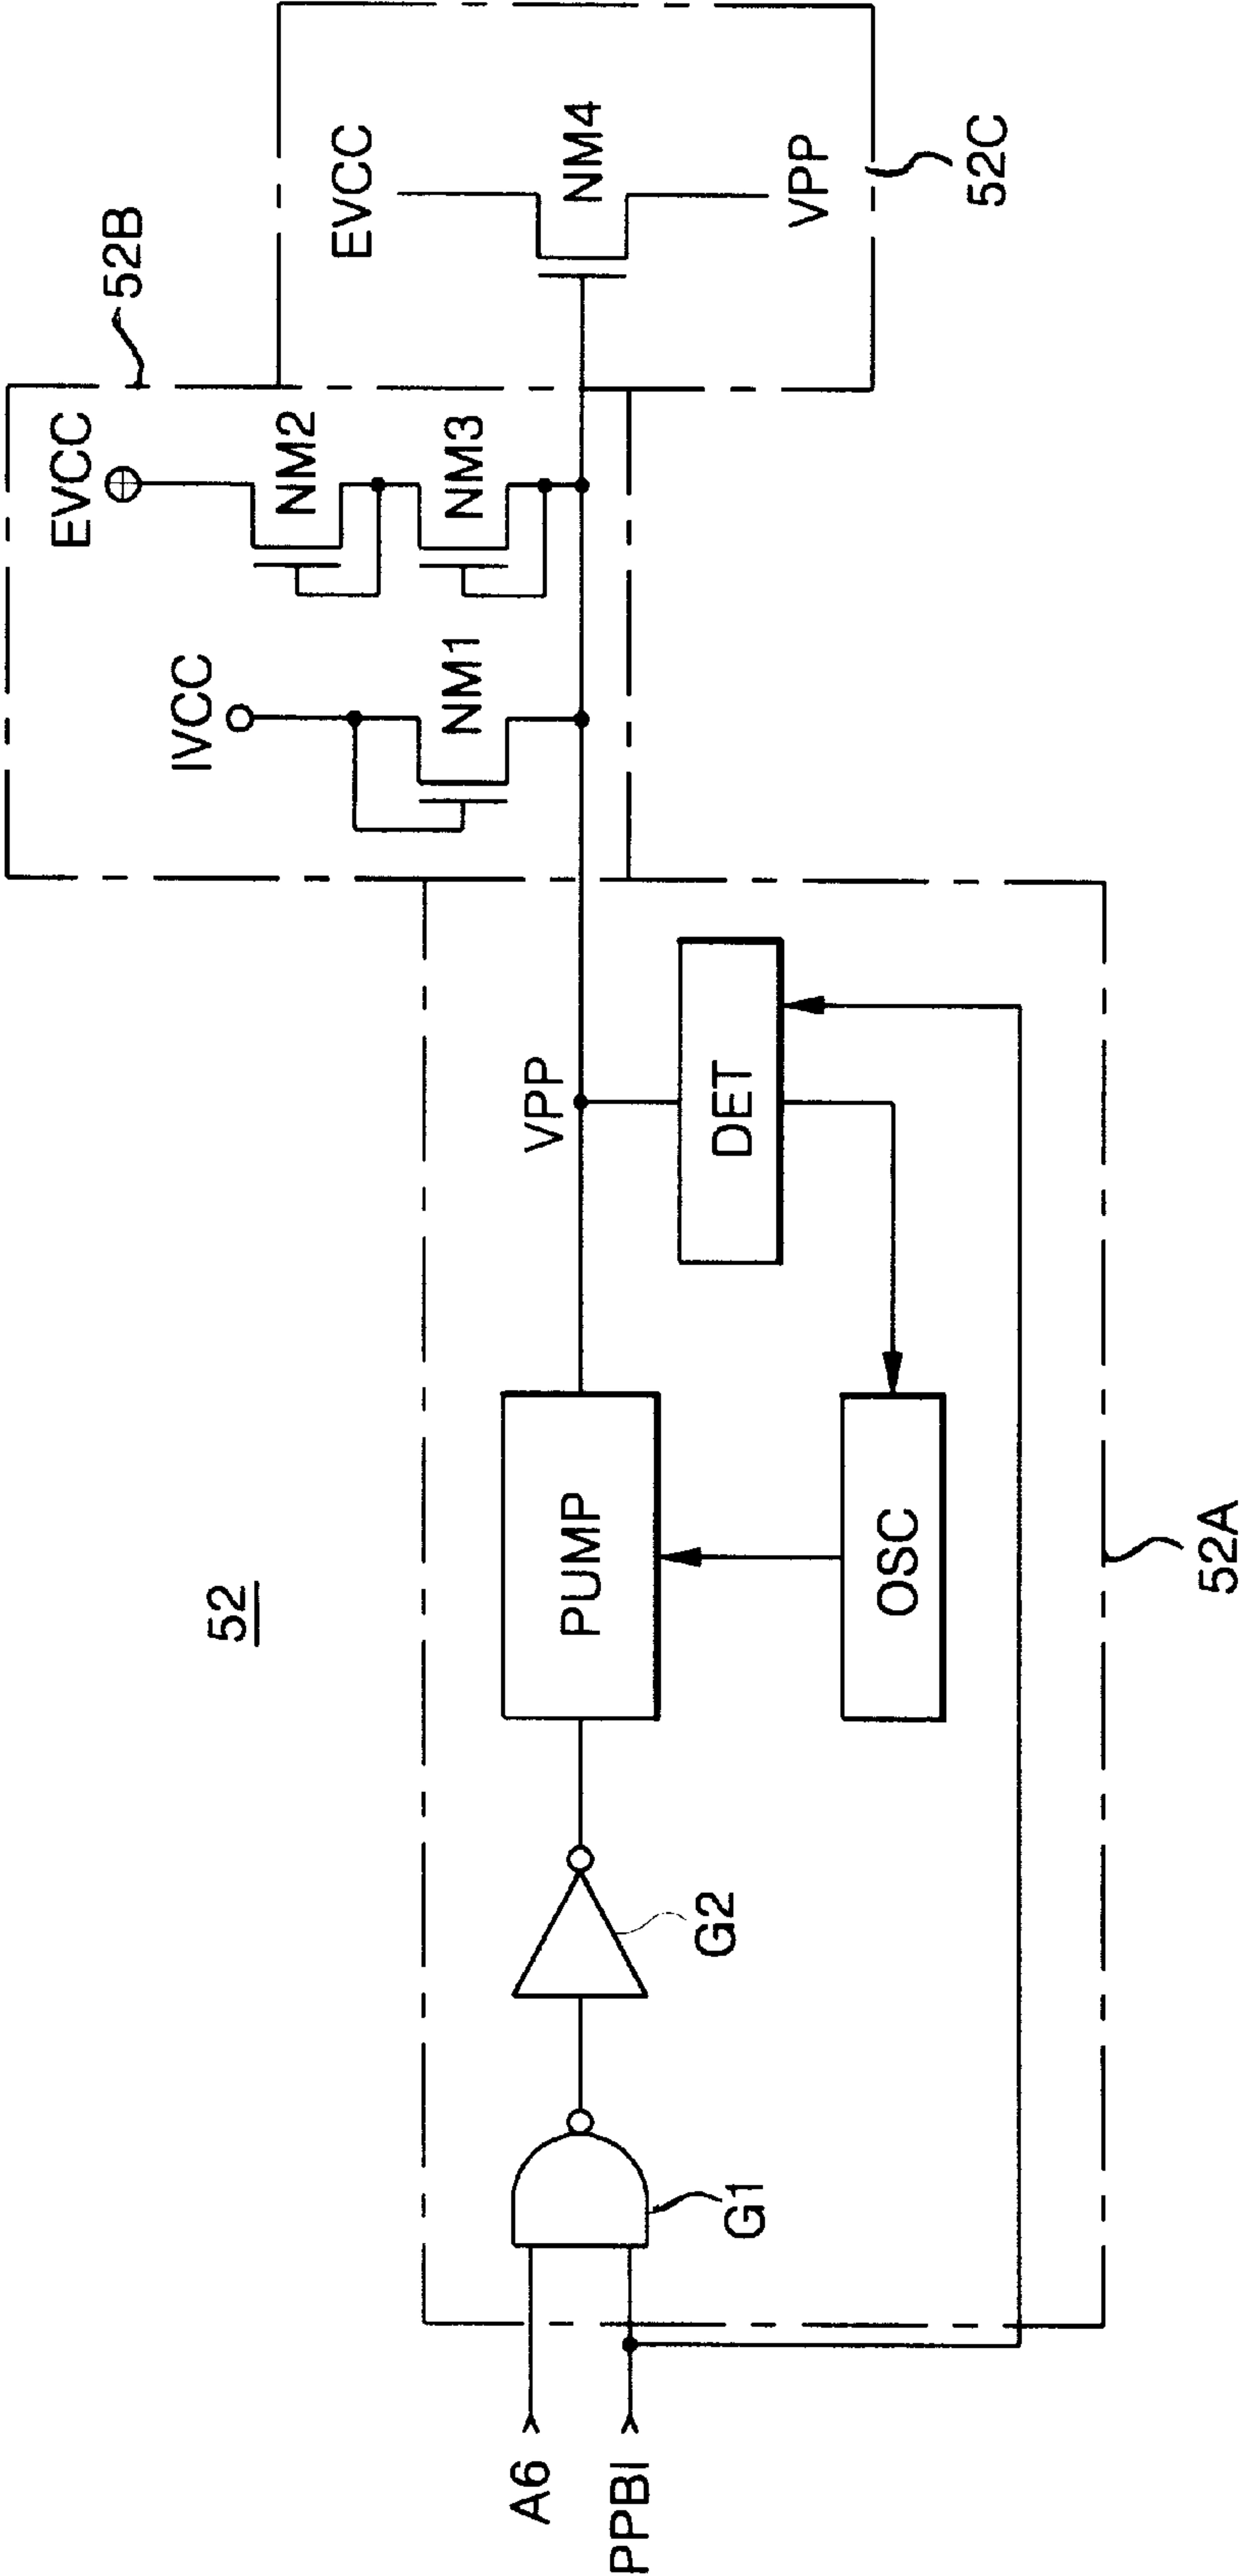 52
52B
EVCC
IVCC
NM2
NM3
NM1
EVCC
NM4
VPP
52C
VPP
DET
PUMP
OSC
G2
G1
A6
PPBI
52A